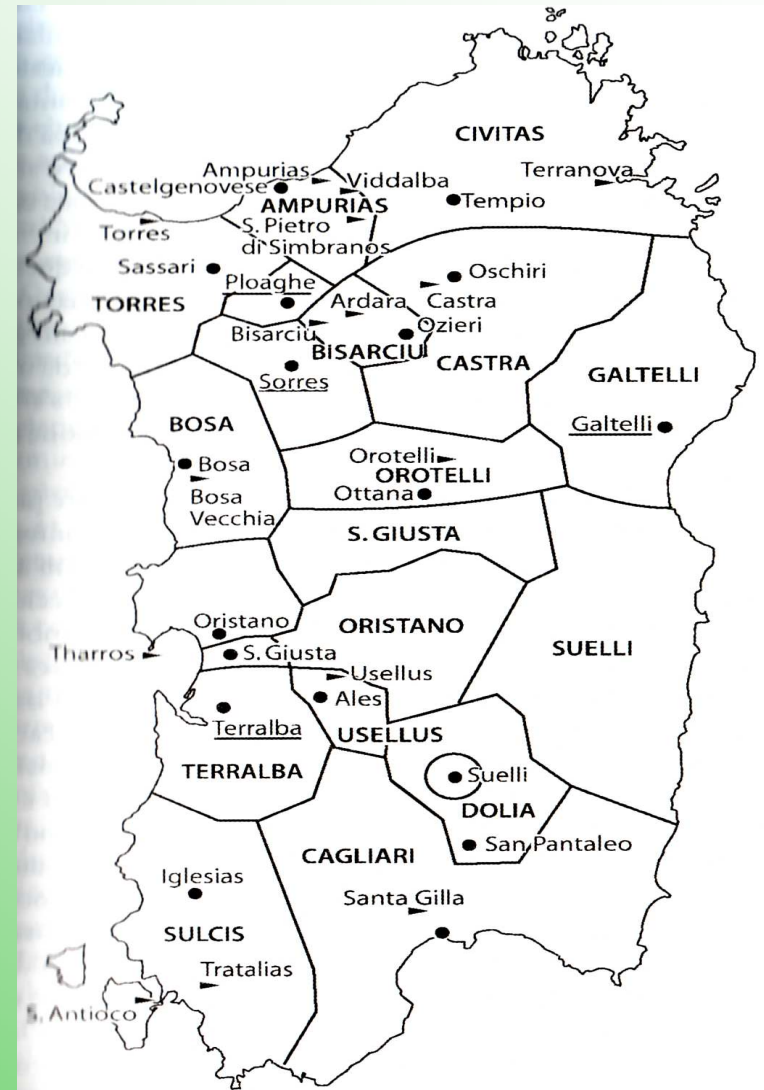 CIVITAS
Ampurias
Viddalba
Terranova
Castelgenovese
AMPURIAS
Tempio
Torres
S. Pietro
di Simbranos
Sassari
Oschiri
Ploaghe
TORRES
Ardara
Castra
Bisarciu
Ozieri
BISARCIU
CASTRA
GALTELLI
Sorres
BOSA
Galtelli
Orotelli
Bosa
OROTELLI
Bosa
Vecchia
Ottana
S. GIUSTA
Oristano
ORISTANO
SUELLI
Tharros
S. Giusta
Usellus
Ales
Terralba
USELLUS
TERRALBA
Suelli
DOLIA
San Pantaleo
CAGLIARI
Iglesias
Santa Gilla
SULCIS
Tratalias
S. Antioco